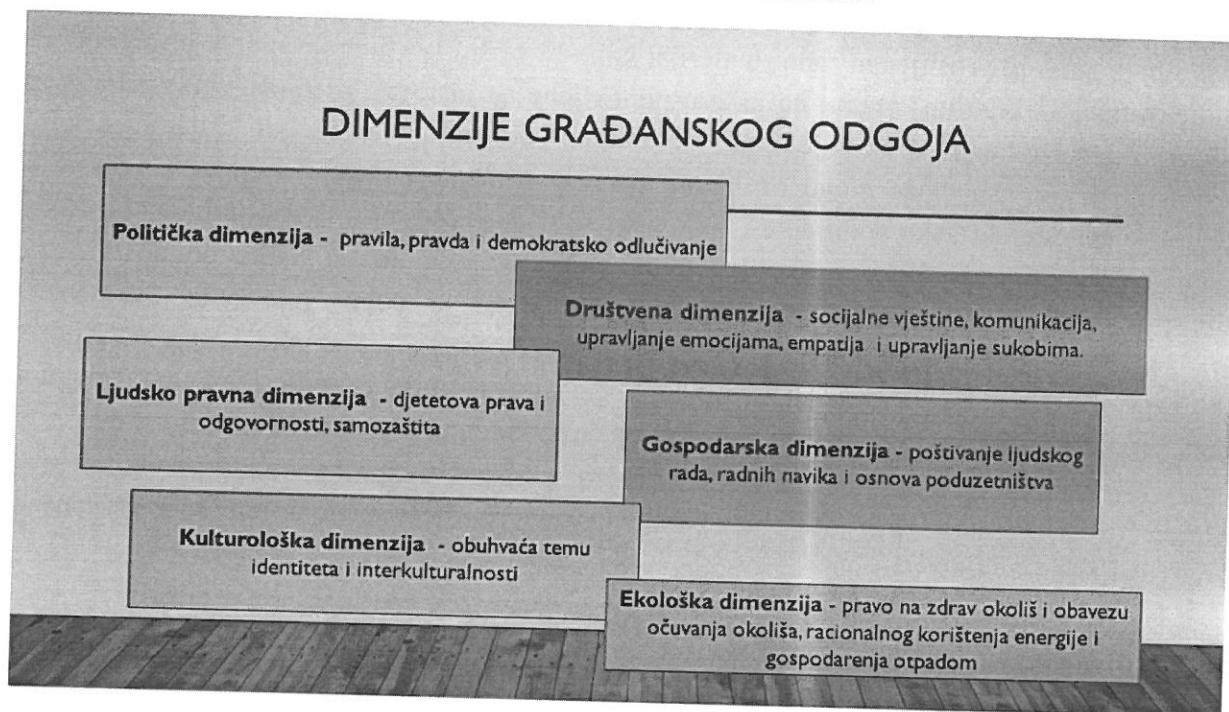 DIMENZIJE GRAĐANSKOG ODGOJA
Politička dimenzija - pravila, pravda i demokratsko odlučivanje
Društvena dimenzija - socijalne vještine, komunikacija,
upravljanje emocijama, empatija i upravljanje sukobima.
Ljudsko pravna dimenzija - djetetova prava i
odgovornosti, samozaštita
Gospodarska dimenzija - poštivanje ljudskog
rada, radnih navika i osnova poduzetništva
Kulturološka dimenzija - obuhvaća temu
identiteta i interkulturalnosti
Ekološka dimenzija - pravo na zdrav okoliš i obavezu
očuvanja okoliša, racionalnog korištenja energije i
gospodarenja otpadom